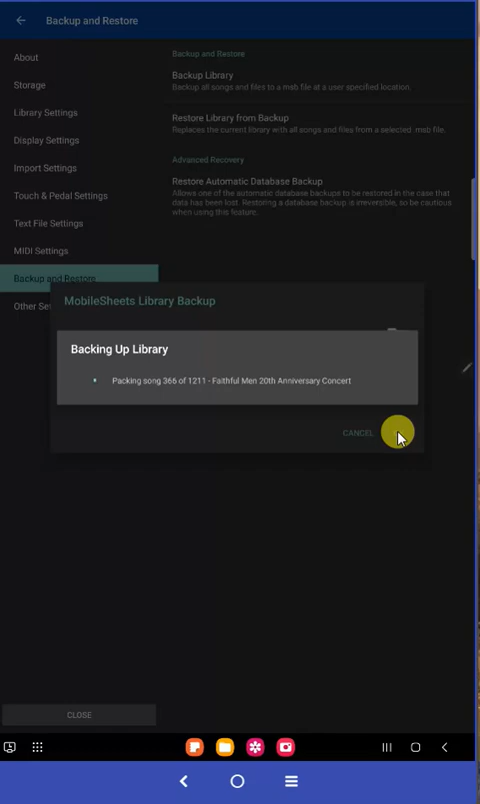 Backup and Restore
About
Storage
Library Settings
Display Settings
Import Settings
Touch & Pedal Settings
Text File Settings
MIDI Settings
Backup and Restore
Other Se
Backup and Restore
Backup Library
Backup all songs and files to a msb file at a user specified location.
Restore Library from Backup
Replaces the current library with all songs and files from a selected .msb file.
Advanced Recovery
Restore Automatic Database Backup
Allows one of the automatic database backups to be restored in the case that
data has been lost. Restoring a database backup is irreversible, so be cautious
when using this feature.
MobileSheets Library Backup
Backing Up Library
Packing song 366 of 1211 - Faithful Men 20th Anniversary Concert
CANCEL
CLOSE